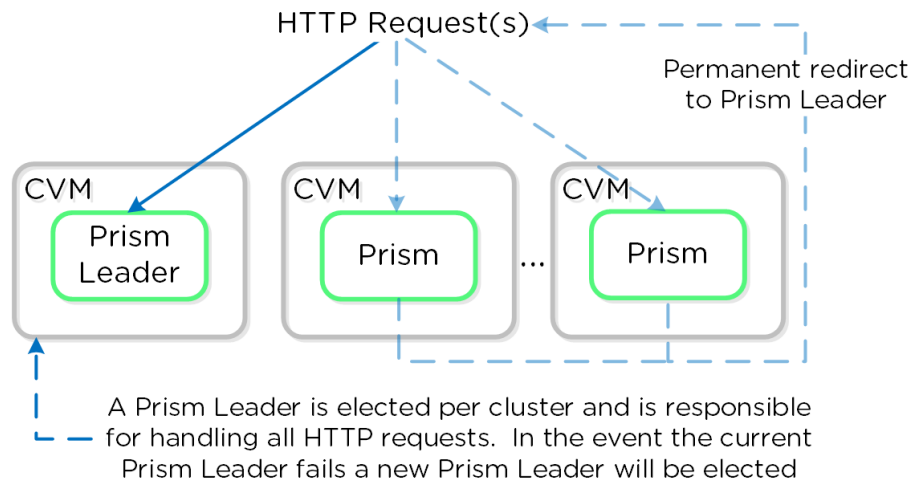 HTTP Request(s)
Permanent redirect
to Prism Leader
CVM
Prism
Leader
CVM
Prism
...
CVM
Prism
A Prism Leader is elected per cluster and is responsible
for handling all HTTP requests. In the event the current
Prism Leader fails a new Prism Leader will be elected